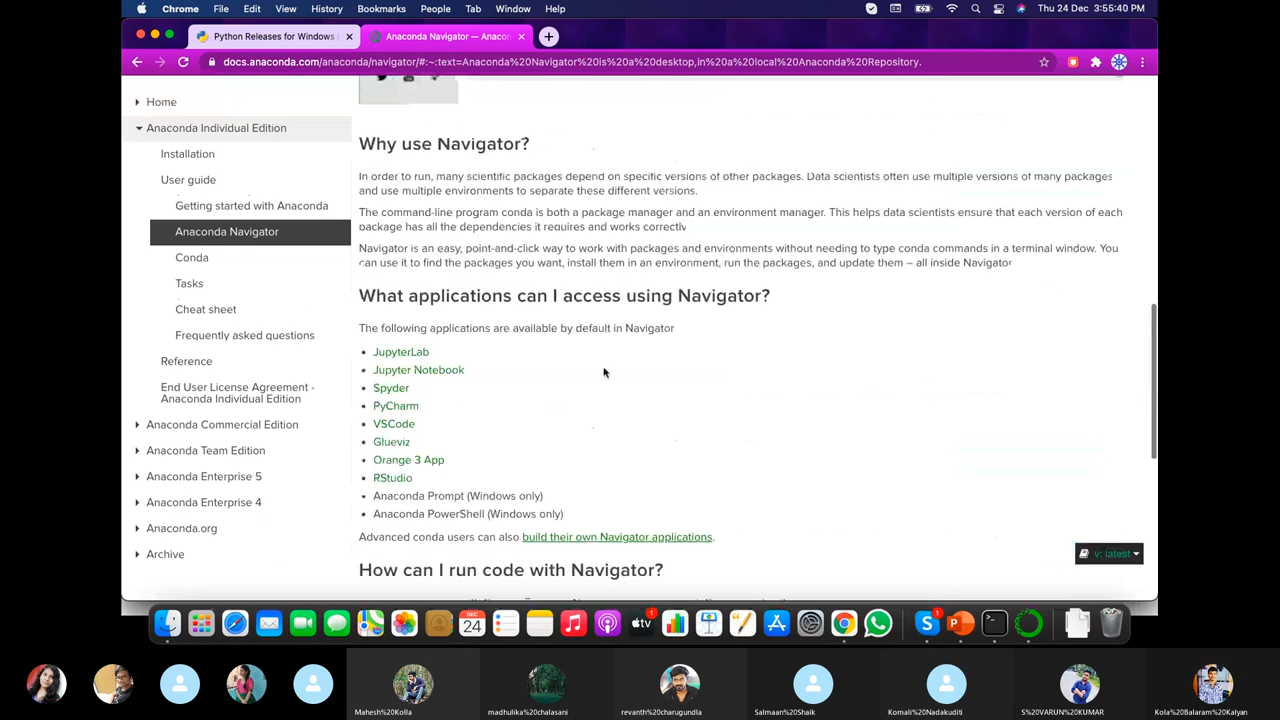 Chrome File Edit View History Bookmarks People Tab Window Help Thu 24 Dec 3:55:40 PM
Python Releases for Windows Anaconda Navigator — Anacon
docs.anaconda.com/anaconda/navigator/#:~:text=Anaconda%20Navigator%20is%20a%20desktop,in%20a%20local%20Anaconda%20Repository.
Home
Anaconda Individual Edition
Installation
User guide
Getting started with Anaconda
Anaconda Navigator
Conda
Tasks
Cheat sheet
Frequently asked questions
Reference
End User License Agreement -
Anaconda Individual Edition
Anaconda Commercial Edition
Anaconda Team Edition
Anaconda Enterprise 5
Anaconda Enterprise 4
Anaconda.org
Archive
Why use Navigator?
In order to run, many scientific packages depend on specific versions of other packages. Data scientists often use multiple versions of many packages
and use multiple environments to separate these different versions.
The command-line program conda is both a package manager and an environment manager. This helps data scientists ensure that each version of each
package has all the dependencies it requires and works correctly
Navigator is an easy, point-and-click way to work with packages and environments without needing to type conda commands in a terminal window. You
can use it to find the packages you want, install them in an environment, run the packages, and update them – all inside Navigator
What applications can I access using Navigator?
The following applications are available by default in Navigator
JupyterLab
Jupyter Notebook
Spyder
PyCharm
VSCode
Glueviz
Orange 3 App
RStudio
Anaconda Prompt (Windows only)
Anaconda PowerShell (Windows only)
Advanced conda users can also build their own Navigator applications.
v: latest
How can I run code with Navigator?
DEC
24
tv
1
1
Mahesh%20Kolla madhulika%20chalasani revanth%20charugundla Salmaan%20Shaik Komali%20Nadakuditi S%20VARUN%20KUMAR Kola%20Balaram%20Kalyan